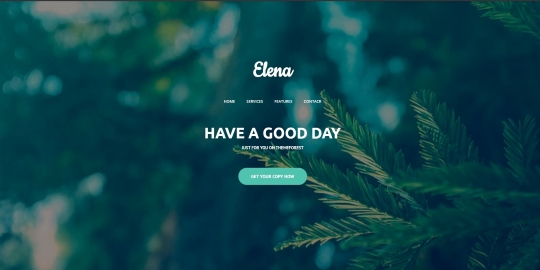 Elena
HOME SERVICES FEATURES CONTACT
HAVE A GOOD DAY
JUST FOR YOU ON THEMEFOREST
GET YOUR COPY NOW